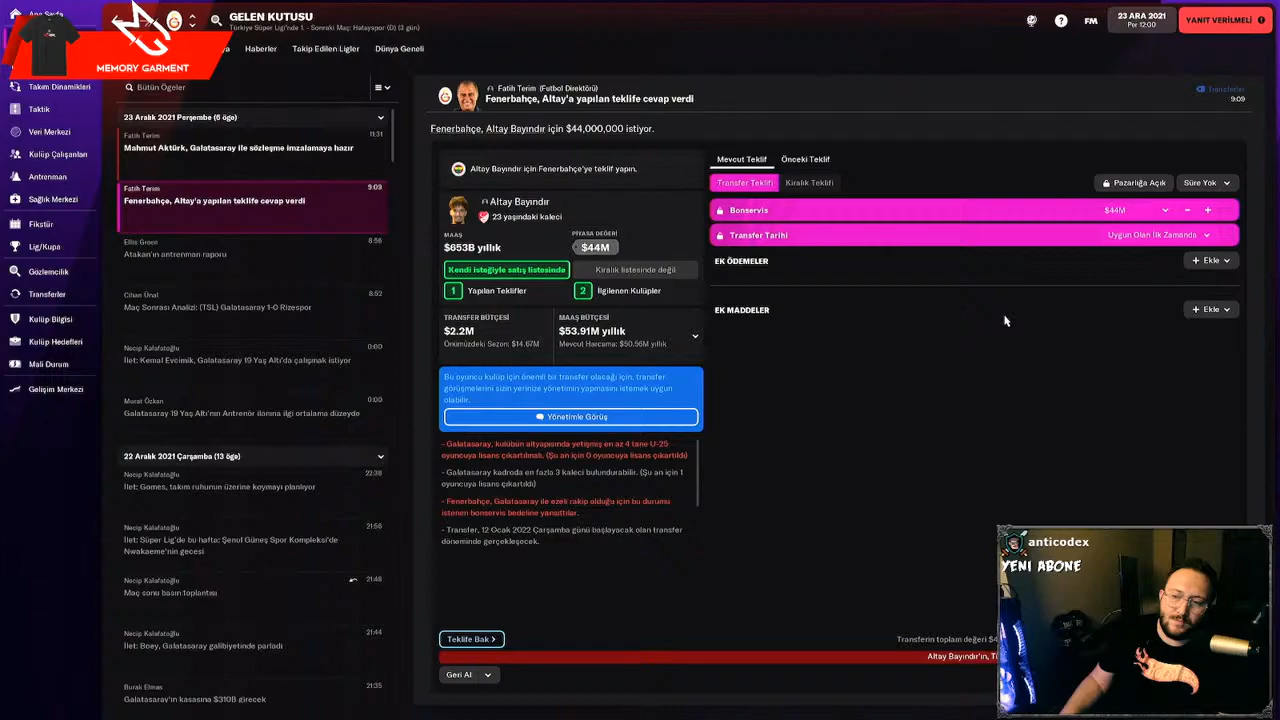 Ana Sayfa
GELEN KUTUSU
Türkiye Süper Ligi'nde 1. - Sonraki Maç: Hatayspor (D) (3 gün)
FM
23 ARA 2021
Per 12:00
YANIT VERİLMELİ
MEMORY GARMENT
Haberler
Takip Edilen Ligler
Dünya Geneli
Takım Dinamikleri
Taktik
Veri Merkezi
Kulüp Çalışanları
Antrenman
Sağlık Merkezi
Fikstür
Lig/Kupa
Gözlemcilik
Transferler
Kulüp Bilgisi
Kulüp Hedefleri
Mali Durum
Gelişim Merkezi
Bütün Ögeler
23 Aralık 2021 Perşembe (6 öge)
Fatih Terim 11:31
Mahmut Aktürk, Galatasaray ile sözleşme imzalamaya hazır
Fatih Terim 9:09
Fenerbahçe, Altay'a yapılan teklife cevap verdi
Ellis Green 8:56
Atakan'ın antrenman raporu
Cihan Ünal 8:52
Maç Sonrası Analizi: (TSL) Galatasaray 1-0 Rizespor
Necip Kalafatoğlu 0:00
İlet: Kemal Evcimik, Galatasaray 19 Yaş Altı'da çalışmak istiyor
Murat Özkan 0:00
Galatasaray 19 Yaş Altı'nın Antrenör ilanına ilgi ortalama düzeyde
22 Aralık 2021 Çarşamba (13 öge)
Necip Kalafatoğlu 22:38
İlet: Gomes, takım ruhunun üzerine koymayı planlıyor
Necip Kalafatoğlu 21:56
İlet: Süper Lig'de bu hafta: Şenol Güneş Spor Kompleksi'de
Nwakaeme'nin gecesi
Necip Kalafatoğlu 21:48
Maç sonu basın toplantısı
Necip Kalafatoğlu 21:44
İlet: Boey, Galatasaray galibiyetinde parladı
Burak Elmas 21:35
Galatasaray'ın kasasına $310B girecek
Fatih Terim (Futbol Direktörü)
Fenerbahçe, Altay'a yapılan teklife cevap verdi
Transferler
9:09
Fenerbahçe, Altay Bayındır için $44,000,000 istiyor.
Altay Bayındır için Fenerbahçe'ye teklif yapın.
Altay Bayındır
23 yaşındaki kaleci
MAAŞ
$653B yıllık
PİYASA DEĞERİ
$44M
Kendi isteğiyle satış listesinde
Kiralık listesinde değil
1 Yapılan Teklifler
2 İlgilenen Kulüpler
TRANSFER BÜTÇESİ
$2.2M
Önümüzdeki Sezon: $14.67M
MAAŞ BÜTÇESİ
$53.91M yıllık
Mevcut Harcama: $50.56M yıllık
Bu oyuncu kulüp için önemli bir transfer olacağı için, transfer
görüşmelerini sizin yerinize yönetimin yapmasını istemek uygun
olabilir.
Yönetimle Görüş
- Galatasaray, kulübün altyapısında yetişmiş en az 4 tane U-25
oyuncuya lisans çıkartılmalı. (Şu an için 0 oyuncuya lisans çıkartıldı)
- Galatasaray kadroda en fazla 3 kaleci bulundurabilir. (Şu an için 1
oyuncuya lisans çıkartıldı)
- Fenerbahçe, Galatasaray ile ezeli rakip olduğu için bu durumu
istenen bonservis bedeline yansıttılar.
- Transfer, 12 Ocak 2022 Çarşamba günü başlayacak olan transfer
döneminde gerçekleşecek.
Mevcut Teklif
Önceki Teklif
Transfer Teklifi
Kiralık Teklifi
Pazarlığa Açık
Süre Yok
Bonservis $44M
Transfer Tarihi Uygun Olan İlk Zamanda
EK ÖDEMELER
+ Ekle
EK MADDELER
+ Ekle
Teklife Bak
Transferin toplam değeri $4
Altay Bayındır'ın,
Geri Al
anticodex
YENİ ABONE